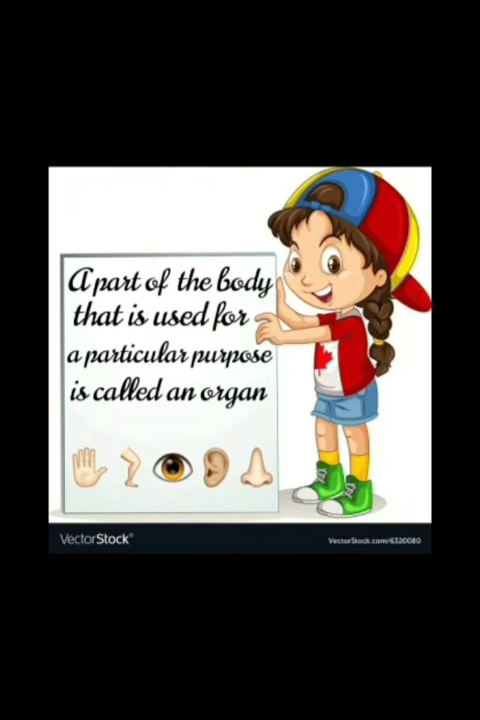 A part of the body
that is used for
a particular purpose
is called an organ
VectorStock®
VectorStock.com/6320080